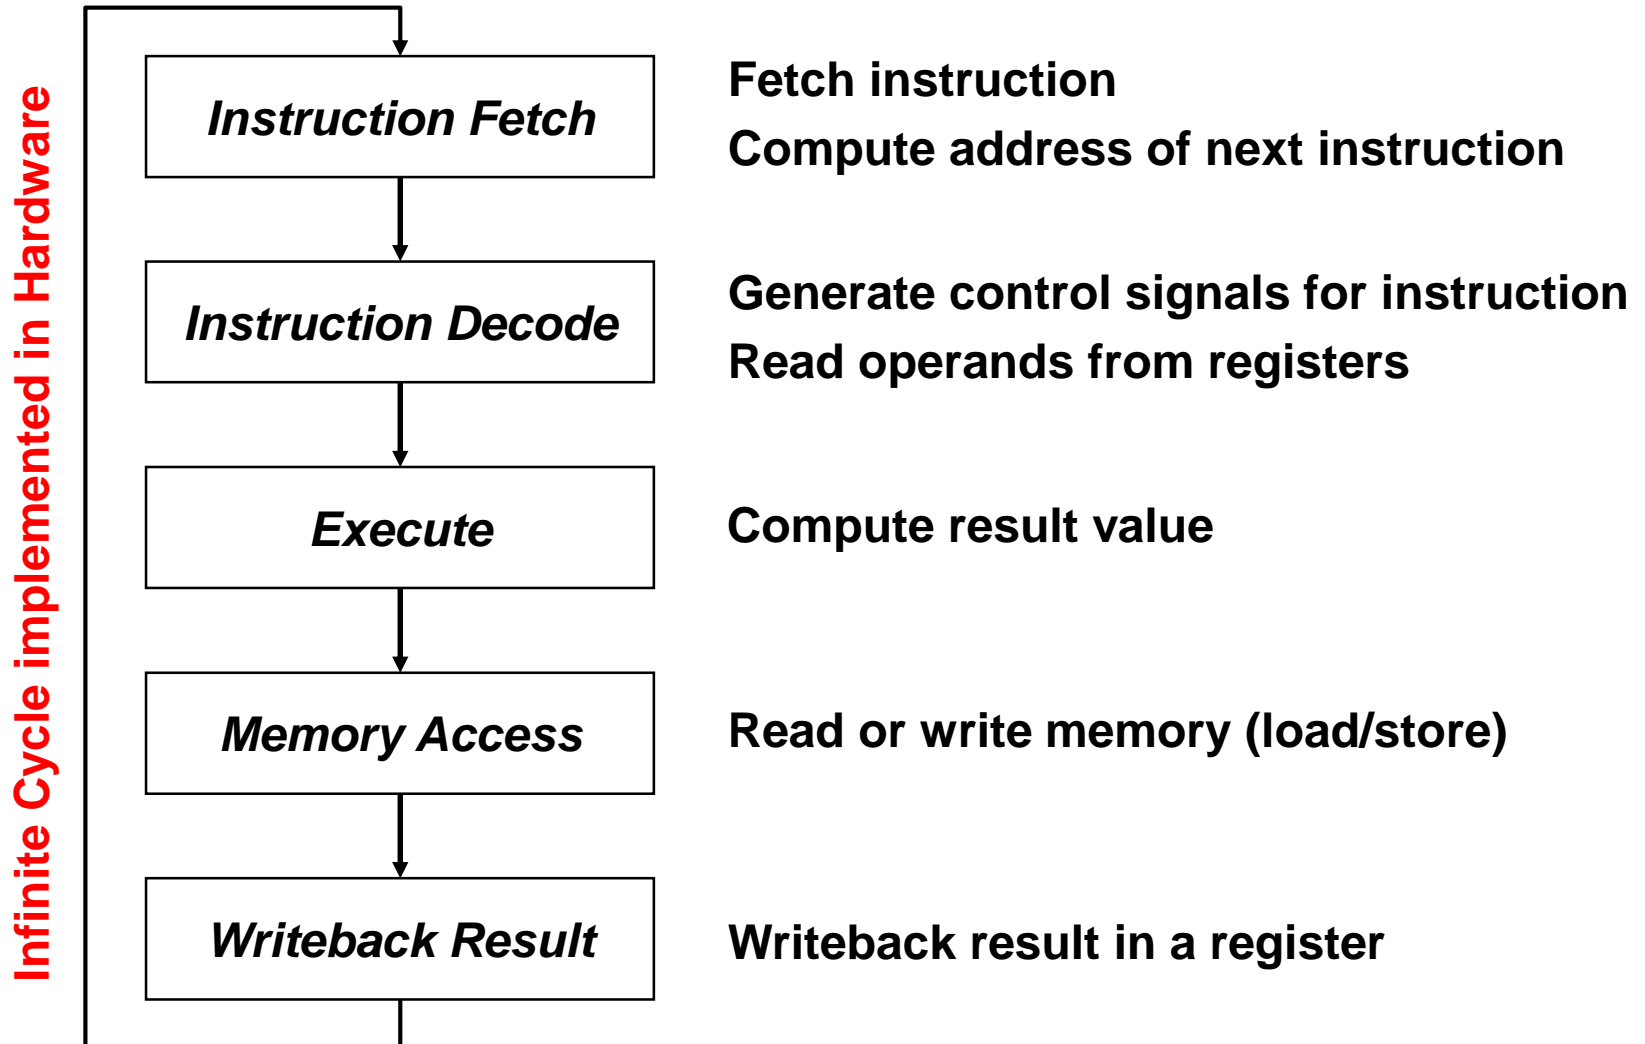 Infinite Cycle implemented in Hardware
Instruction Fetch
Fetch instruction
Compute address of next instruction
Instruction Decode
Generate control signals for instruction
Read operands from registers
Execute
Compute result value
Memory Access
Read or write memory (load/store)
Writeback Result
Writeback result in a register